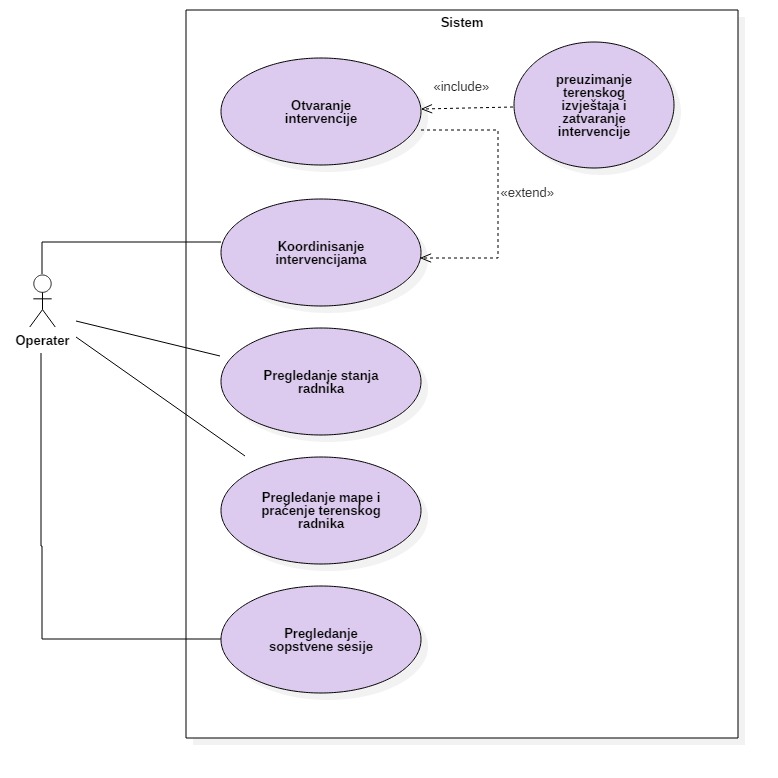 Sistem
Otvaranje
intervencije
«include»
preuzimanje
terenskog
izvještaja i
zatvaranje
intervencije
«extend»
Koordinisanje
intervencijama
Operater
Pregledanje stanja
radnika
Pregledanje mape i
praćenje terenskog
radnika
Pregledanje
sopstvene sesije